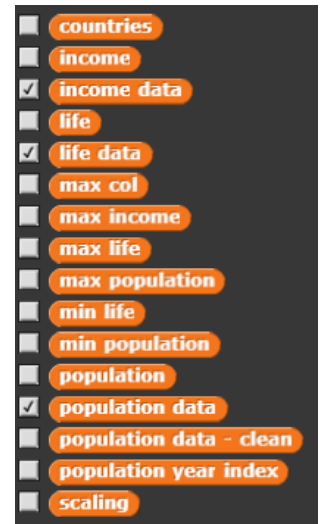 countries
income
income data
life
life data
max col
max income
max life
max population
min life
min population
population
population data
population data - clean
population year index
scaling